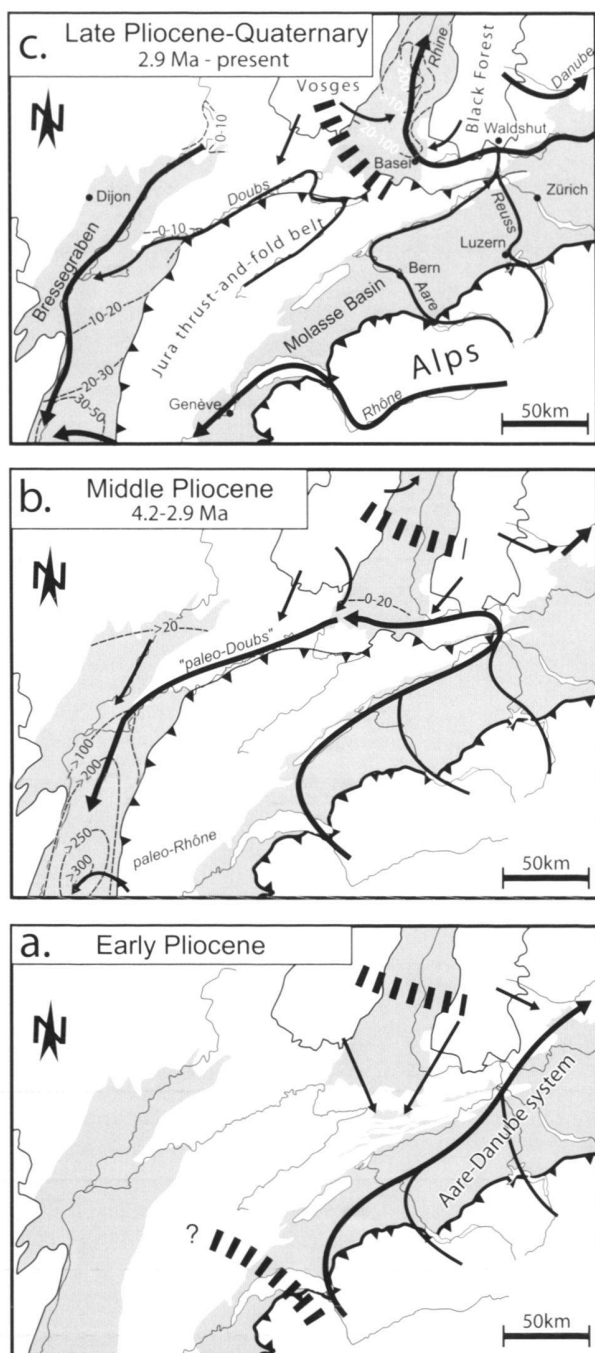 c.
Late Pliocene-Quaternary
2.9 Ma - present
N
Vosges
Rhine
Black Forest
Danube
0-10
20-100
Waldshut
Basel
Dijon
Doubs
0-10
Zürich
Reuss
Luzern
Bressegraben
Jura thrust-and-fold belt
Molasse Basin
Bern
Aare
10-20
20-30
30-50
Alps
Genève
Rhône
50km
b.
Middle Pliocene
4.2-2.9 Ma
N
0-20
>20
"paleo-Doubs"
>100
>200
>250
>300
paleo-Rhône
50km
a.
Early Pliocene
N
Aare-Danube system
?
50km